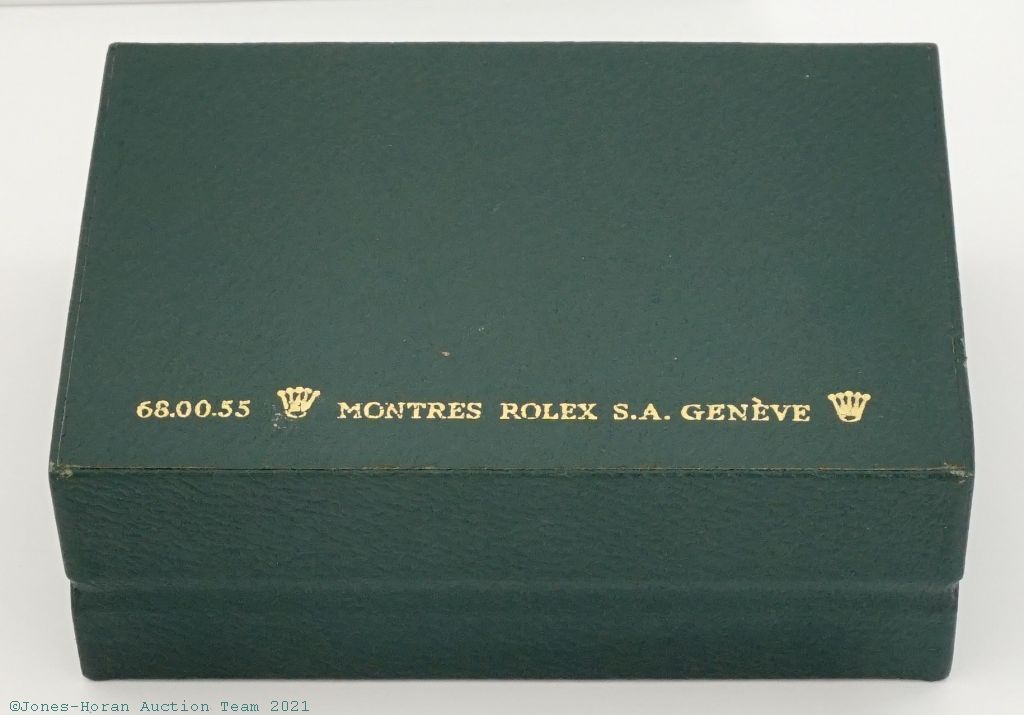 68.00.55 MONTRES ROLEX S.A. GENÈVE
©Jones-Horan Auction Team 2021